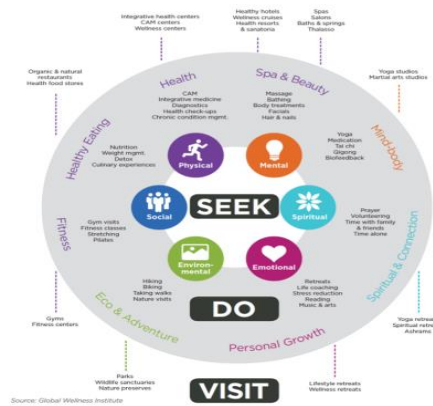 Integrative health centers
CAM centers
Wellness centers
Healthy hotels
Wellness cruises
Health resorts
& sanatoria
Spas
Salons
Baths & springs
Thalasso
Organic & natural
restaurants
Health food stores
Yoga studios
Martial arts studios
Health
Spa & Beauty
CAM
Integrative medicine
Diagnostics
Health check-ups
Chronic condition mgmt.
Massage
Bathing
Body treatments
Facials
Hair & nails
Healthy Eating
Mind-body
Nutrition
Weight mgmt.
Detox
Culinary experiences
Physical
Mental
Yoga
Medication
Tai chi
Qigong
Biofeedback
Social
SEEK
Spiritual
Fitness
Gym visits
Fitness classes
Stretching
Pilates
Prayer
Volunteering
Time with family
& friends
Time alone
Spiritual & Connection
Environ-
mental
Emotional
Hiking
Biking
Taking walks
Nature visits
Retreats
Life coaching
Stress reduction
Reading
Music & arts
Eco & Adventure
DO
Personal Growth
Gyms
Fitness centers
Yoga retrea
Spiritual retre
Ashrams
Parks
Wildlife sanctuaries
Nature preserves
VISIT
Lifestyle retreats
Wellness retreats
Source: Global Wellness Institute